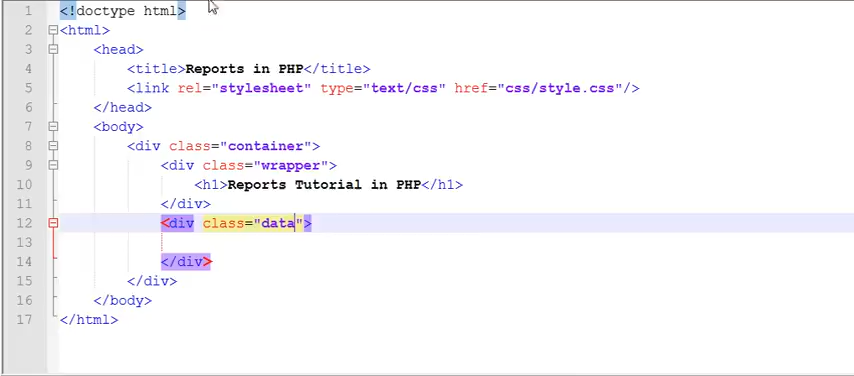 1 <!doctype html>
2 <html>
3 <head>
4 <title>Reports in PHP</title>
5 <link rel="stylesheet" type="text/css" href="css/style.css"/>
6 </head>
7 <body>
8 <div class="container">
9 <div class="wrapper">
10 <h1>Reports Tutorial in PHP</h1>
11 </div>
12 <div class="data">
13
14 </div>
15 </div>
16 </body>
17 </html>